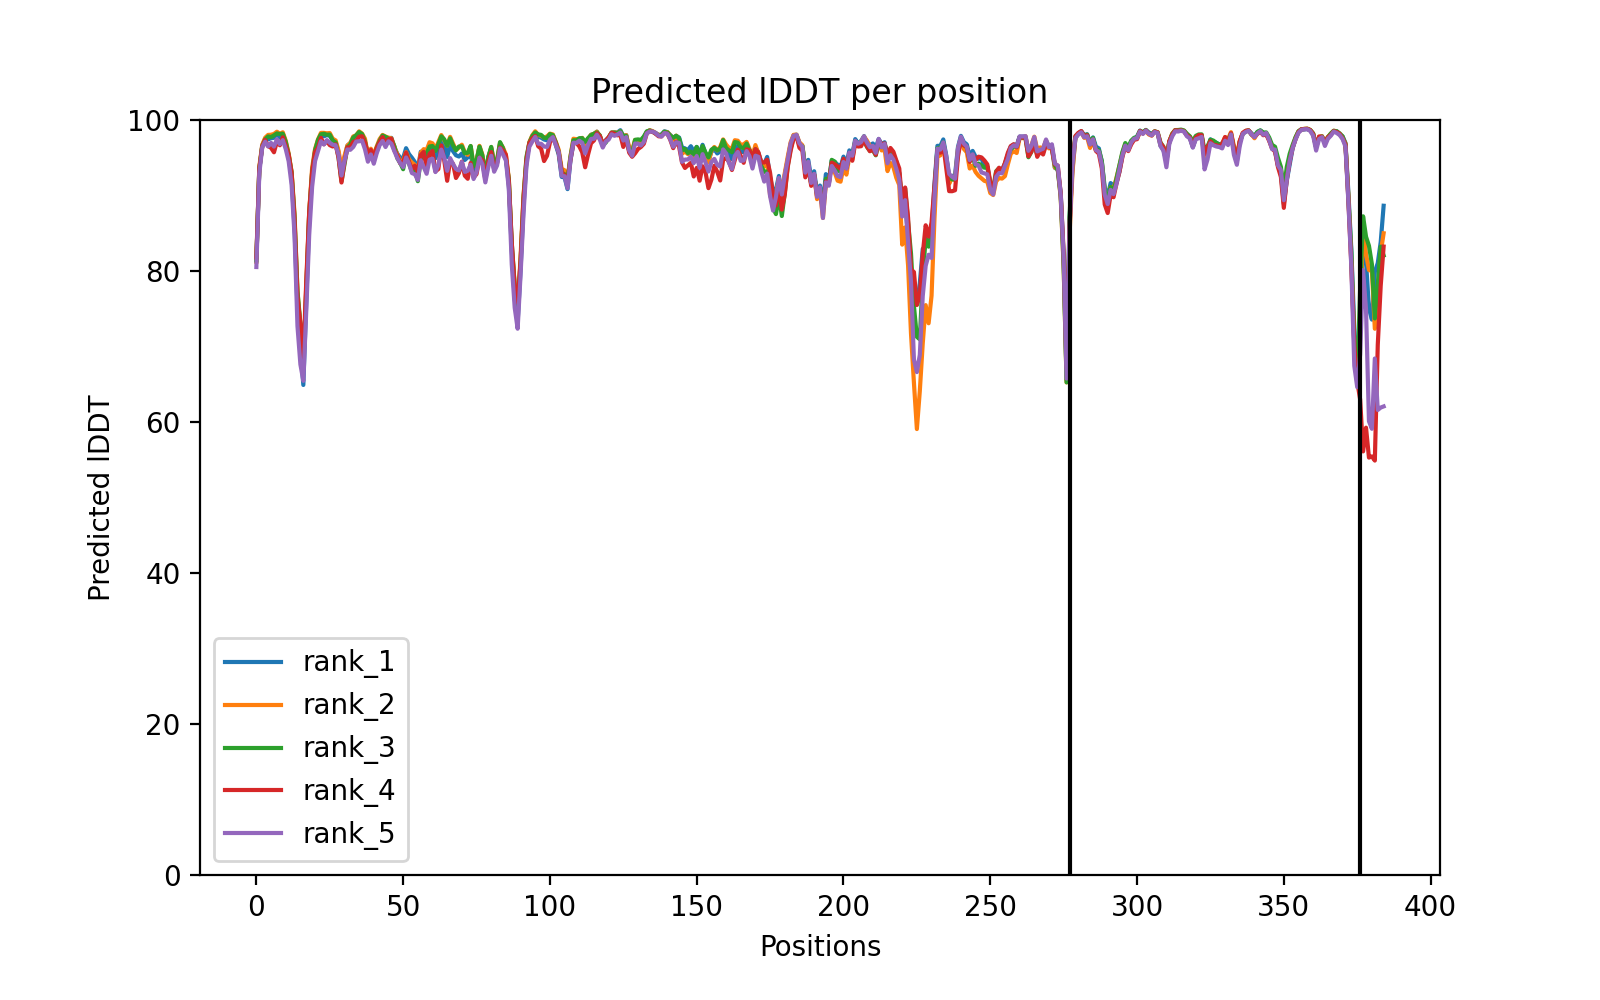 Predicted lDDT per position
100
80
60
40
20
0
Predicted lDDT
rank_1
rank_2
rank_3
rank_4
rank_5
0 50 100 150 200 250 300 350 400
Positions